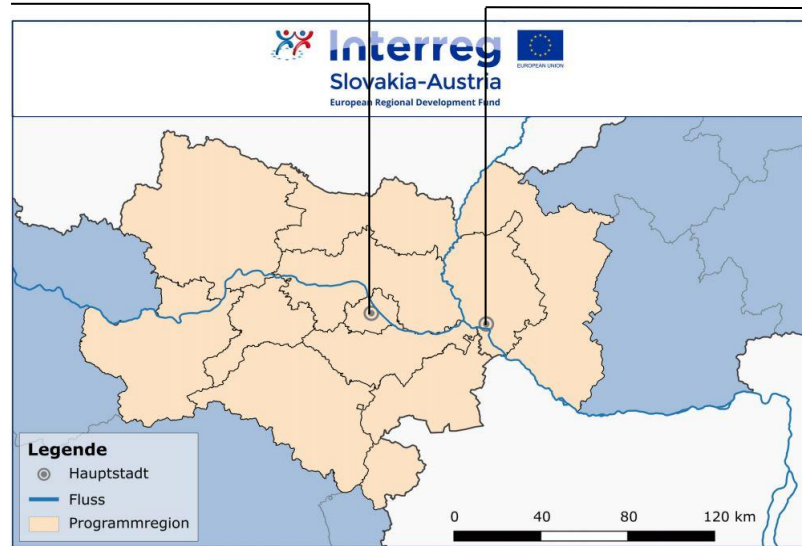 Interreg
EUROPEAN UNION
Slovakia-Austria
European Regional Development Fund
Legende
Hauptstadt
Fluss
Programmregion
0 40 80 120 km